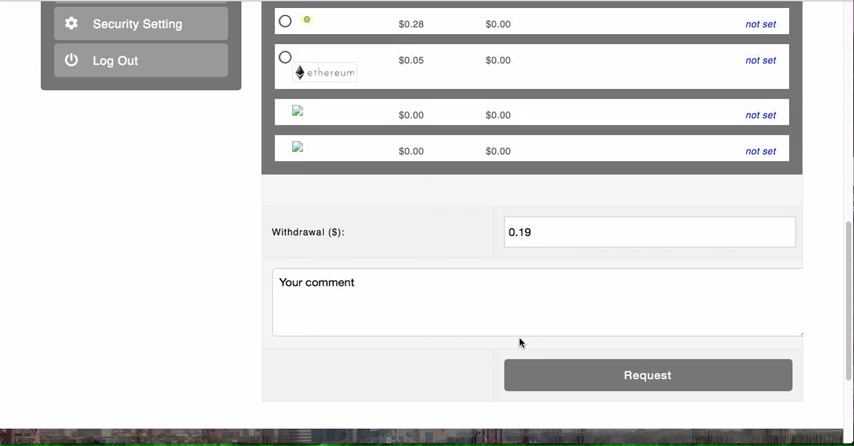 Security Setting
$0.28 $0.00 not set
Log Out
$0.05 $0.00 not set
ethereum
$0.00 $0.00 not set
$0.00 $0.00 not set
Withdrawal ($):
0.19
Your comment
Request